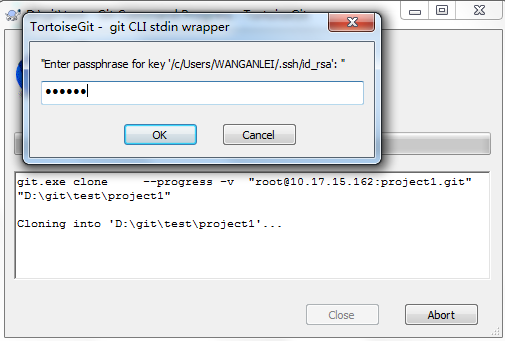 TortoiseGit - git CLI stdin wrapper
"Enter passphrase for key '/c/Users/WANGANLEI/.ssh/id_rsa': "
••••••
OK
Cancel
git.exe clone --progress -v "root@10.17.15.162:project1.git"
"D:\git\test\project1"
Cloning into 'D:\git\test\project1'...
Close
Abort